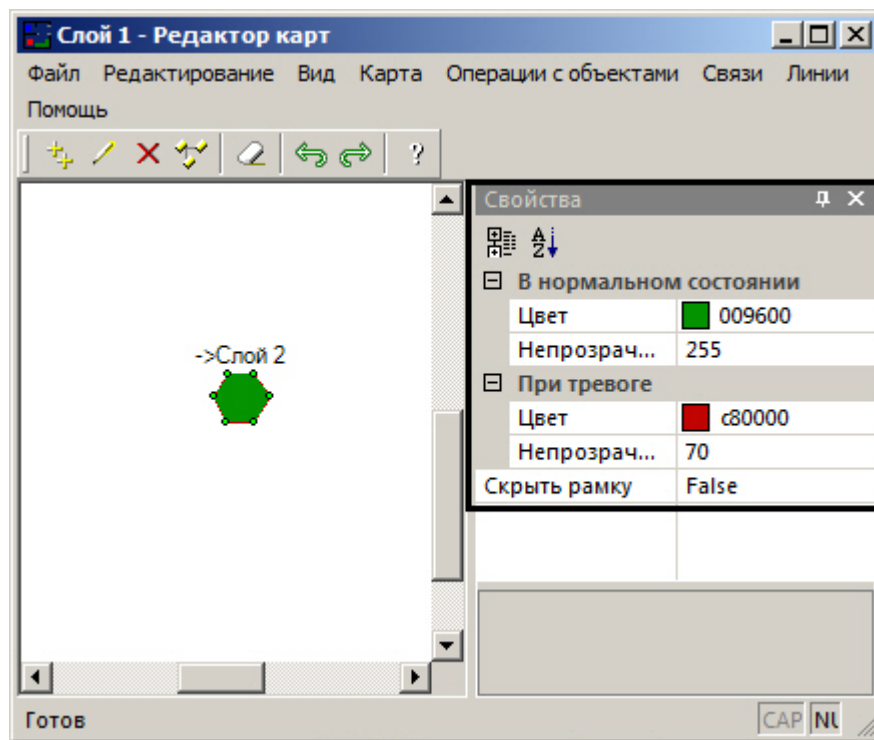 Слой 1 - Редактор карт
Файл Редактирование Вид Карта Операции с объектами Связи Линии
Помощь
Свойства
В нормальном состоянии
Цвет 009600
Непрозрач... 255
При тревоге
Цвет c80000
Непрозрач... 70
Скрыть рамку False
->Слой 2
Готов
CAP NU